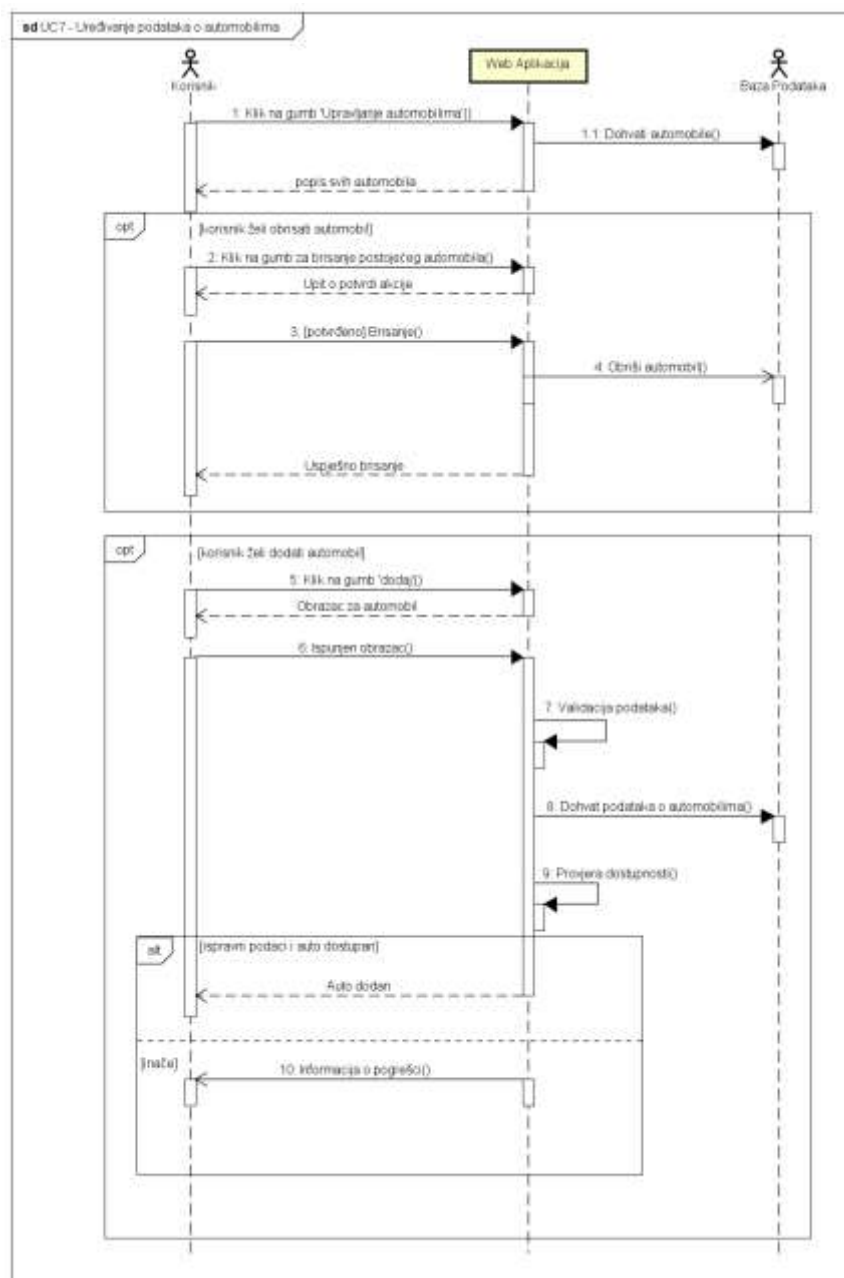 sd UC7 - Uređivanje podataka o automobilima
Korisnik
Web Aplikacija
Baza Podataka
1: Klik na gumb 'Upravljanje automobilima'()
1.1: Dohvati automobile()
popis svih automobila
opt
[korisnik želi obrisati automobil]
2: Klik na gumb za brisanje postojećeg automobila()
Upit o potvrdi akcije
3: [potvrđeno] Brisanje()
4: Obriši automobil()
Uspješno brisanje
opt
[korisnik želi dodati automobil]
5: Klik na gumb 'dodaj'()
Obrazac za automobil
6: Ispunjen obrazac()
7: Validacija podataka()
8: Dohvat podataka o automobilima()
9: Provjera dostupnosti()
alt
[ispravni podaci i auto dostupan]
Auto dodan
[inače]
10: Informacija o pogrešci()